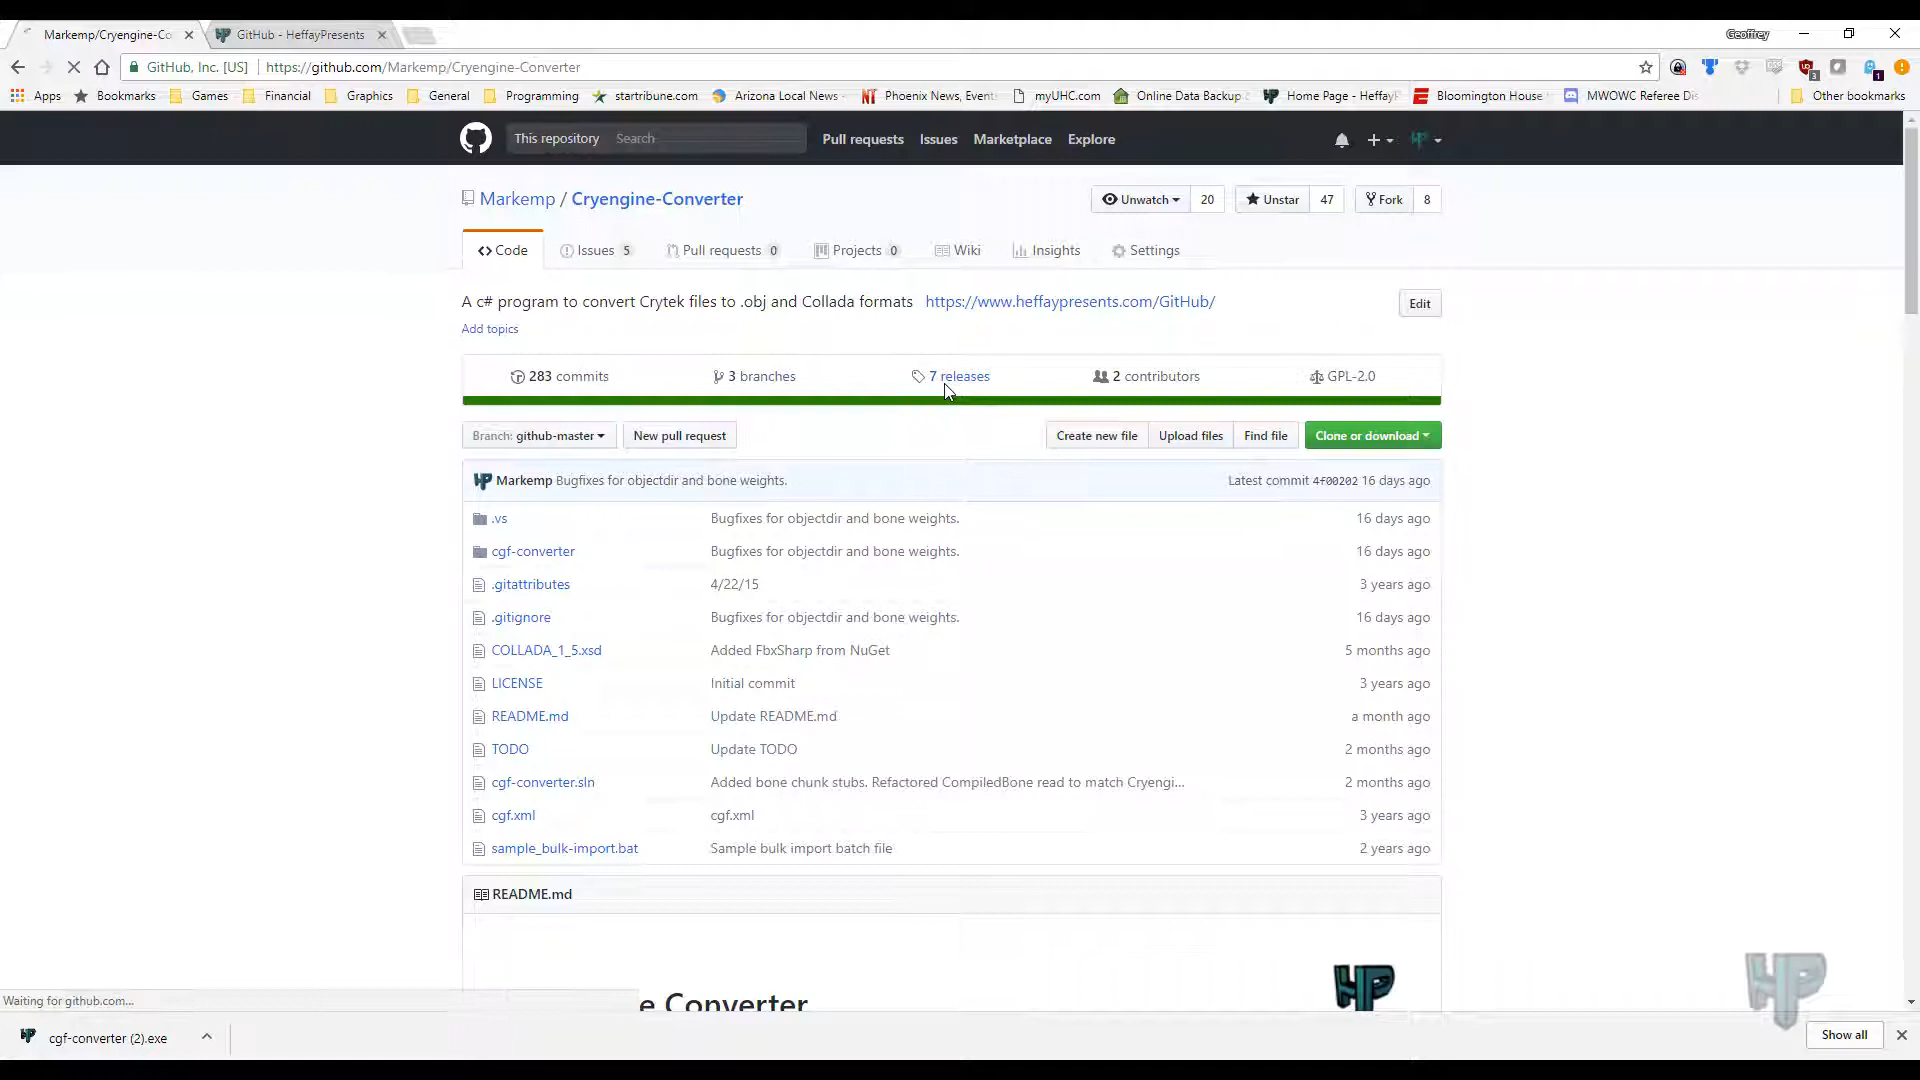 Markemp/Cryengine-Co
GitHub - HeffayPresents
Geoffrey
GitHub, Inc. [US] https://github.com/Markemp/Cryengine-Converter
3
1
Apps Bookmarks Games Financial Graphics General Programming startribune.com Arizona Local News - Phoenix News, Event myUHC.com Online Data Backup Home Page - HeffayP Bloomington House MWOWC Referee Dis Other bookmarks
This repository Search Pull requests Issues Marketplace Explore
Markemp / Cryengine-Converter
Unwatch 20 Unstar 47 Fork 8
Code Issues 5 Pull requests 0 Projects 0 Wiki Insights Settings
A c# program to convert Crytek files to .obj and Collada formats https://www.heffaypresents.com/GitHub/ Edit
Add topics
283 commits 3 branches 7 releases 2 contributors GPL-2.0
Branch: github-master New pull request Create new file Upload files Find file Clone or download
HP Markemp Bugfixes for objectdir and bone weights. Latest commit 4f00202 16 days ago
.vs Bugfixes for objectdir and bone weights. 16 days ago
cgf-converter Bugfixes for objectdir and bone weights. 16 days ago
.gitattributes 4/22/15 3 years ago
.gitignore Bugfixes for objectdir and bone weights. 16 days ago
COLLADA_1_5.xsd Added FbxSharp from NuGet 5 months ago
LICENSE Initial commit 3 years ago
README.md Update README.md a month ago
TODO Update TODO 2 months ago
cgf-converter.sln Added bone chunk stubs. Refactored CompiledBone read to match Cryengi... 2 months ago
cgf.xml cgf.xml 3 years ago
sample_bulk-import.bat Sample bulk import batch file 2 years ago
README.md
e Converter
HP
HP
Waiting for github.com...
cgf-converter (2).exe
Show all